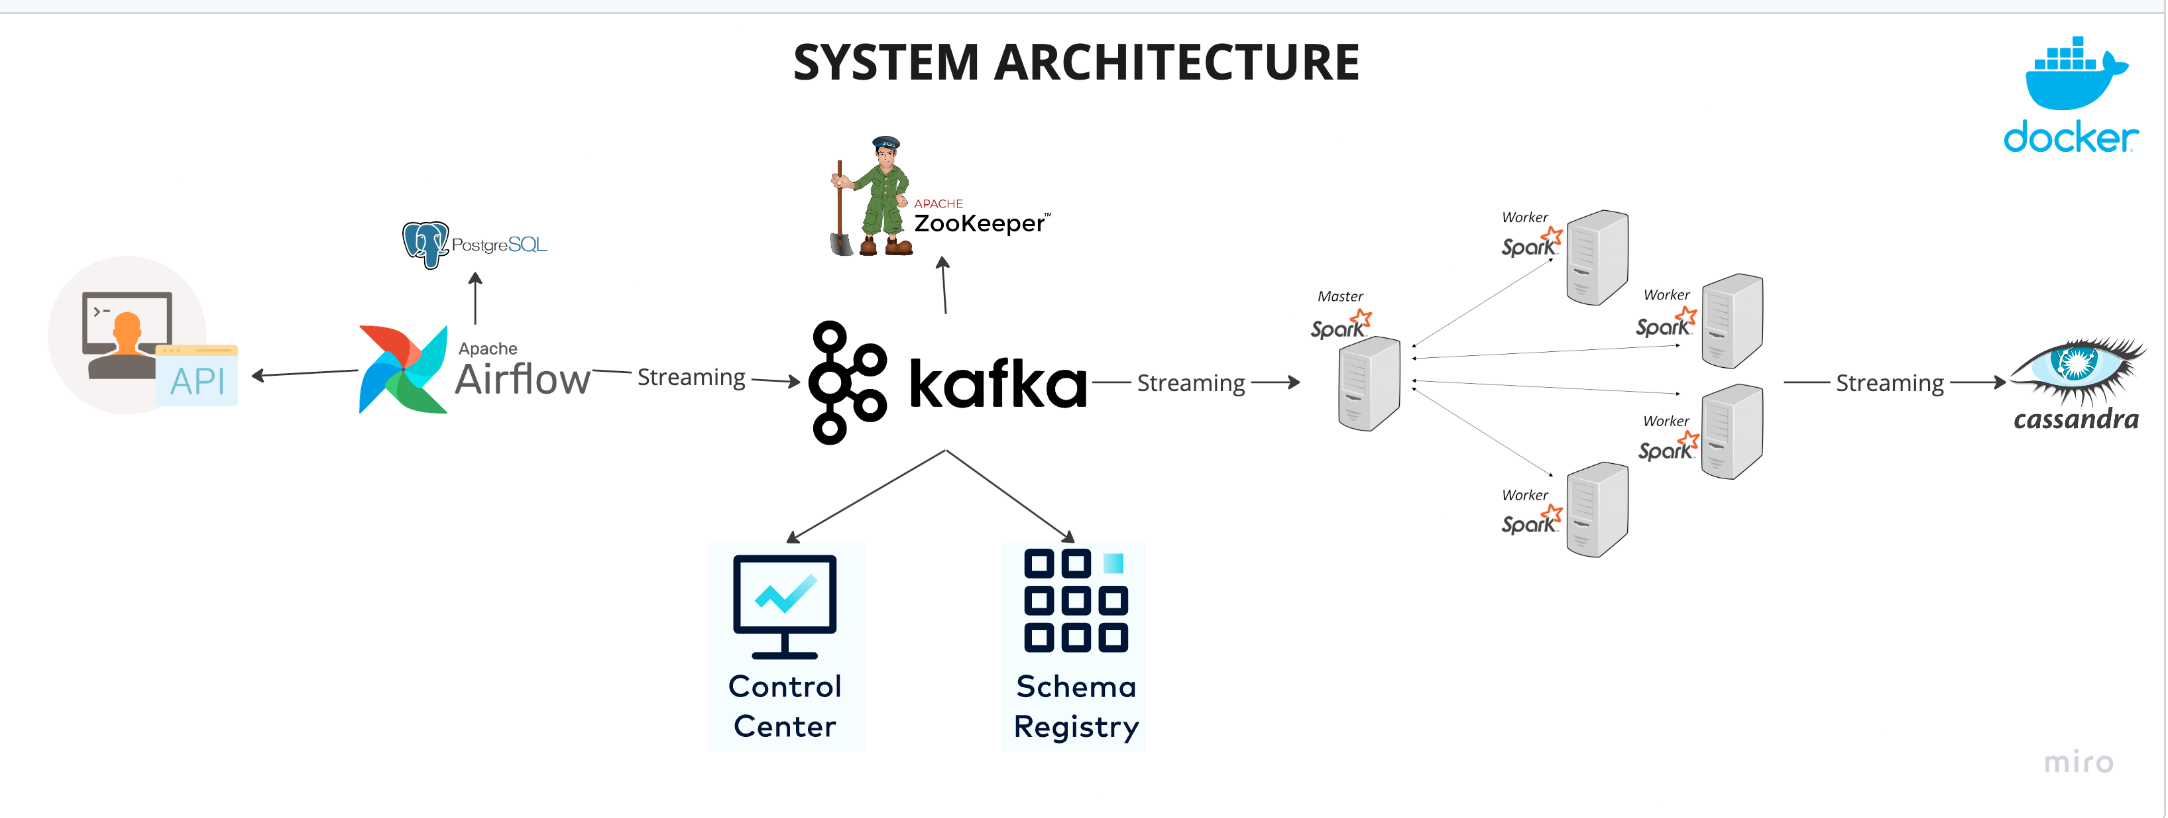 SYSTEM ARCHITECTURE
docker
APACHE
ZooKeeper™
PostgreSQL
>-
API
Apache
Airflow
Streaming
kafka
Streaming
Master
Spark
Worker
Spark
Worker
Spark
Worker
Spark
Worker
Spark
Streaming
cassandra
Control
Center
Schema
Registry
miro